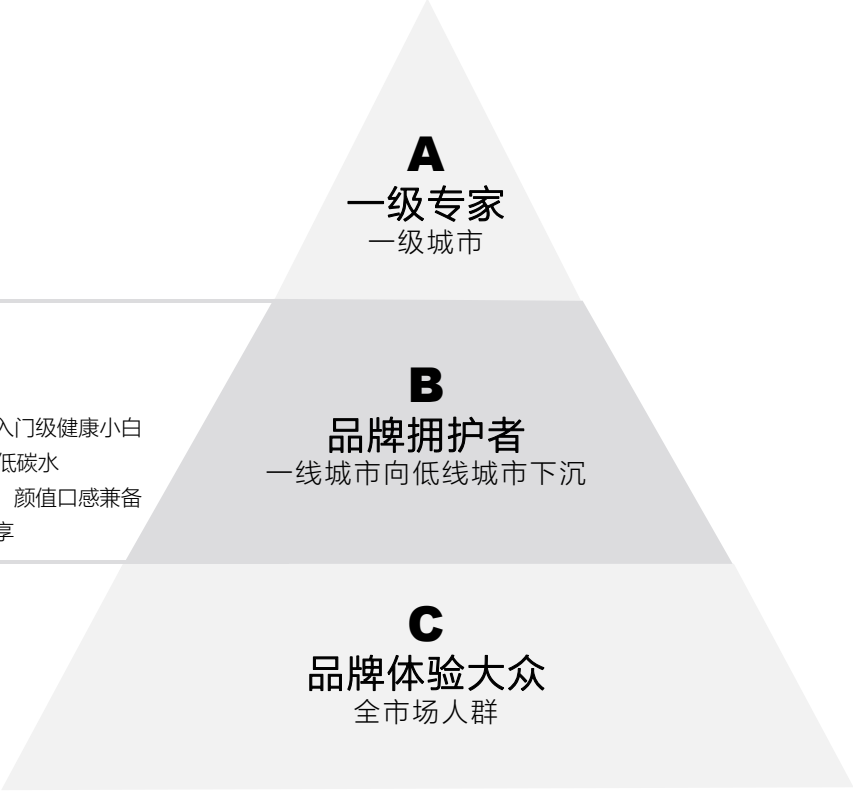 A
一级专家
一级城市
B
品牌拥护者
一线城市向低线城市下沉
入门级健康小白
低碳水
颜值口感兼备
享
C
品牌体验大众
全市场人群